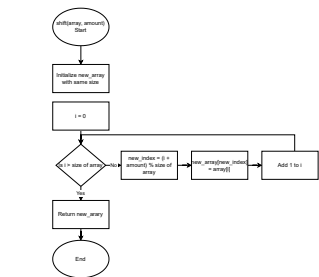 shift(array, amount)
Start
Initialize new_array
with same size
i = 0
Is i = size of array
No
new_index = (i +
amount) % size of
array
new_array[new_index]
= array[i]
Add 1 to i
Yes
Return new_arary
End